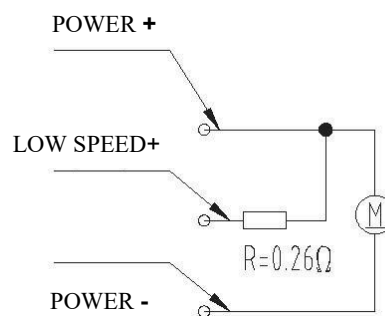 POWER +
LOW SPEED+
M
R=0.26Ω
POWER -